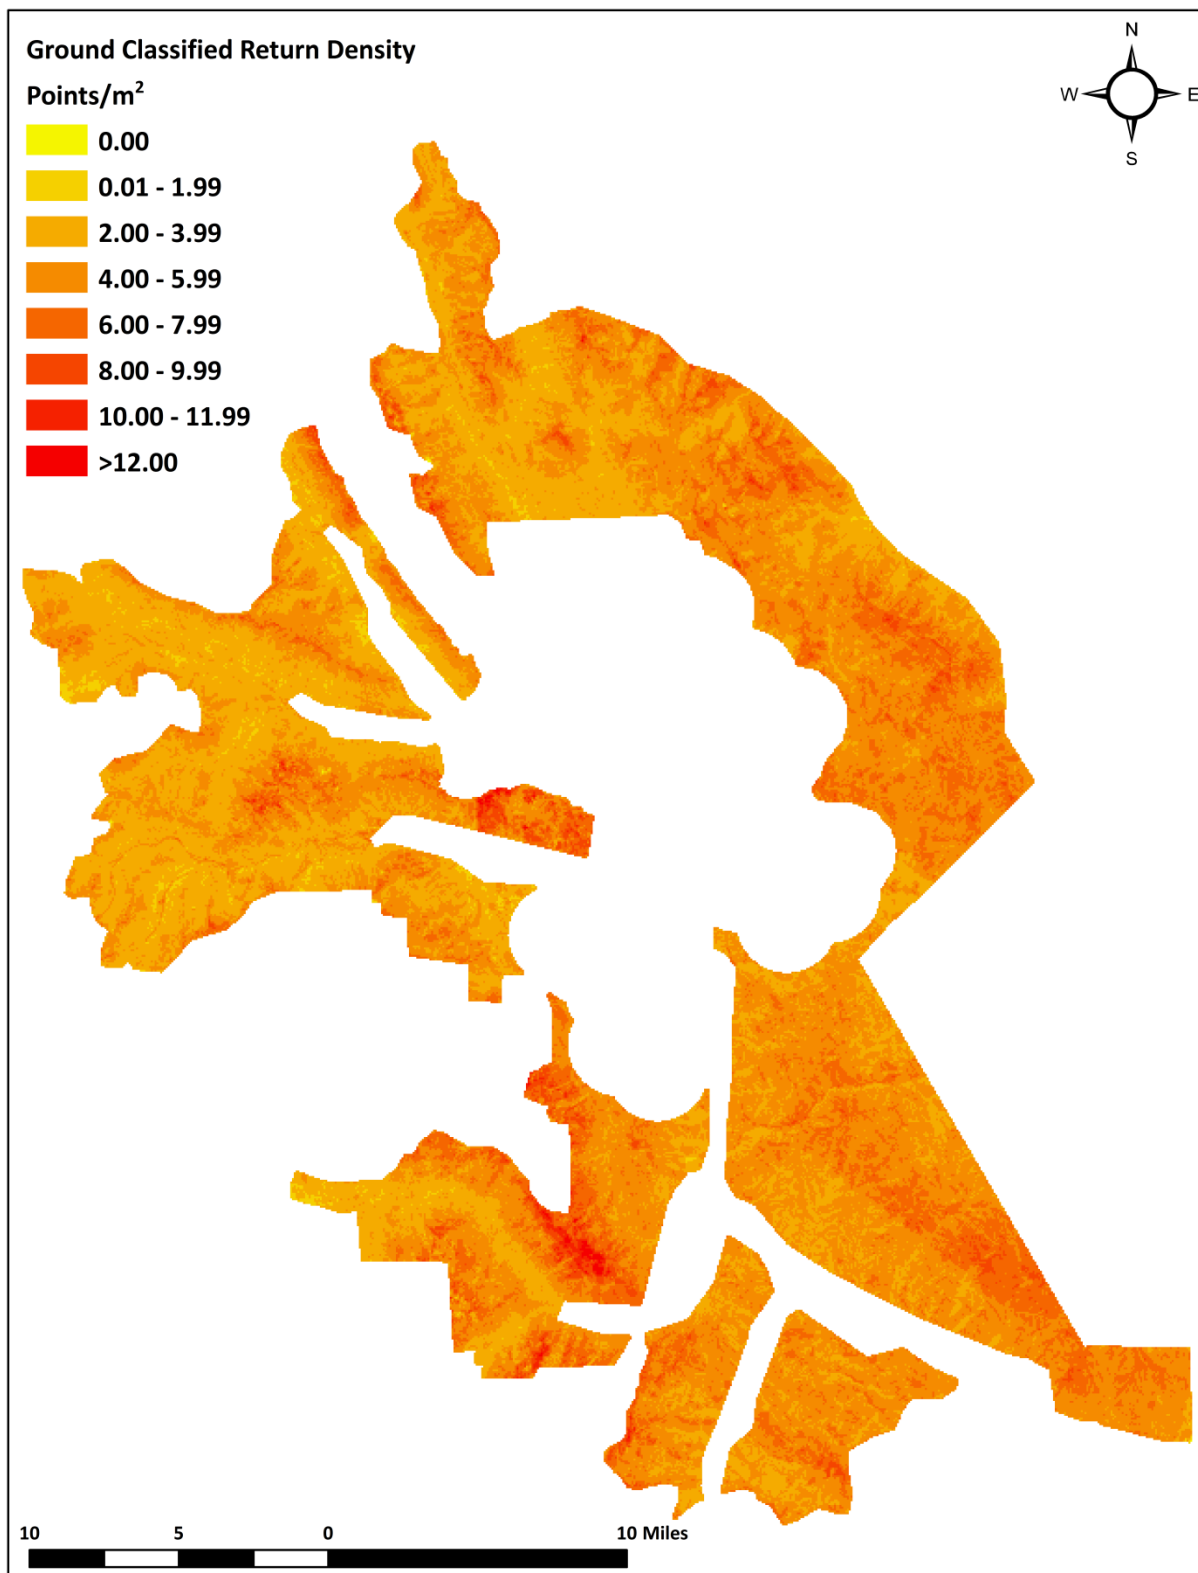 Ground Classified Return Density
Points/m²
0.00
0.01 - 1.99
2.00 - 3.99
4.00 - 5.99
6.00 - 7.99
8.00 - 9.99
10.00 - 11.99
>12.00
N
W E
S
10 5 0 10 Miles